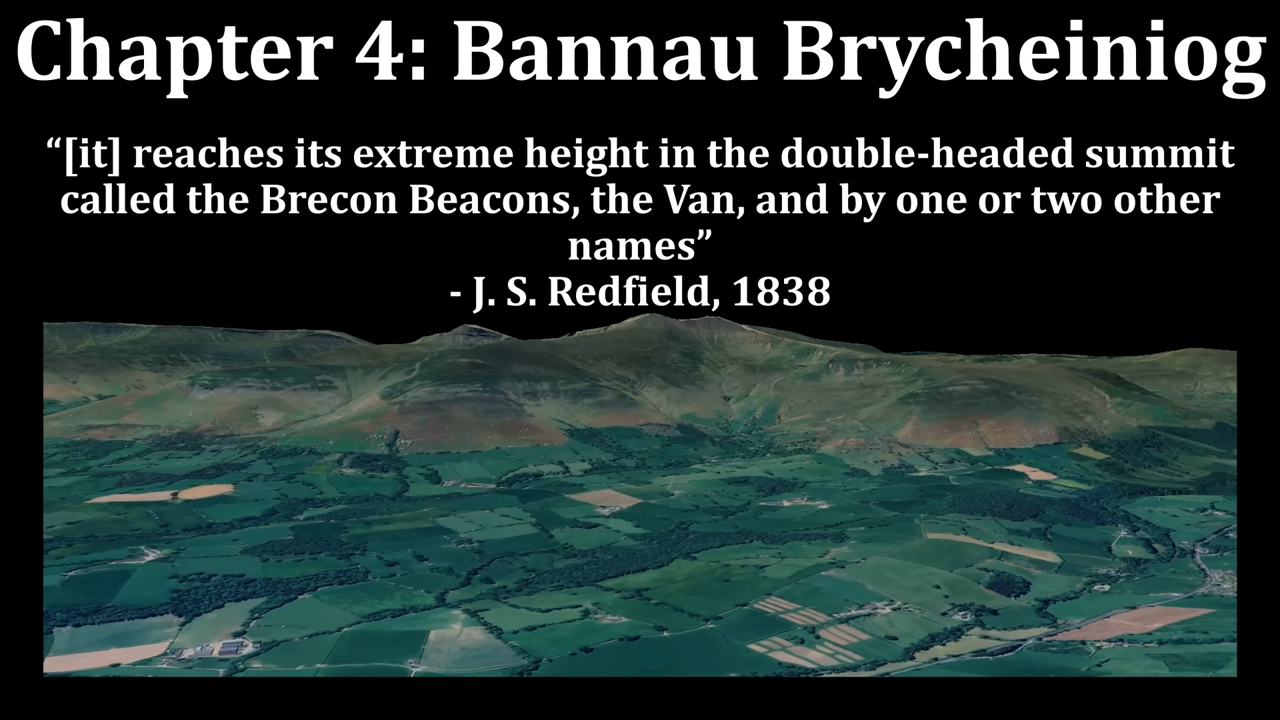 Chapter 4: Bannau Brycheiniog
“[it] reaches its extreme height in the double-headed summit
called the Brecon Beacons, the Van, and by one or two other
names”
- J. S. Redfield, 1838